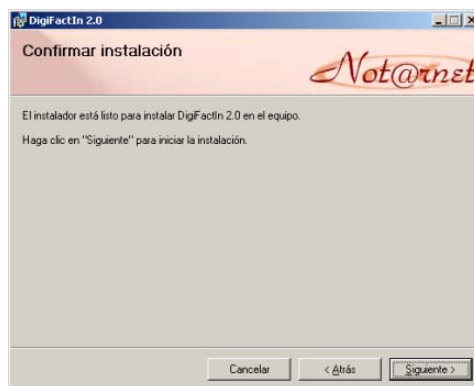 DigiFactIn 2.0
Confirmar instalación
Not@rnet
El instalador está listo para instalar DigiFactIn 2.0 en el equipo.
Haga clic en "Siguiente" para iniciar la instalación.
Cancelar
< Atrás
Siguiente >